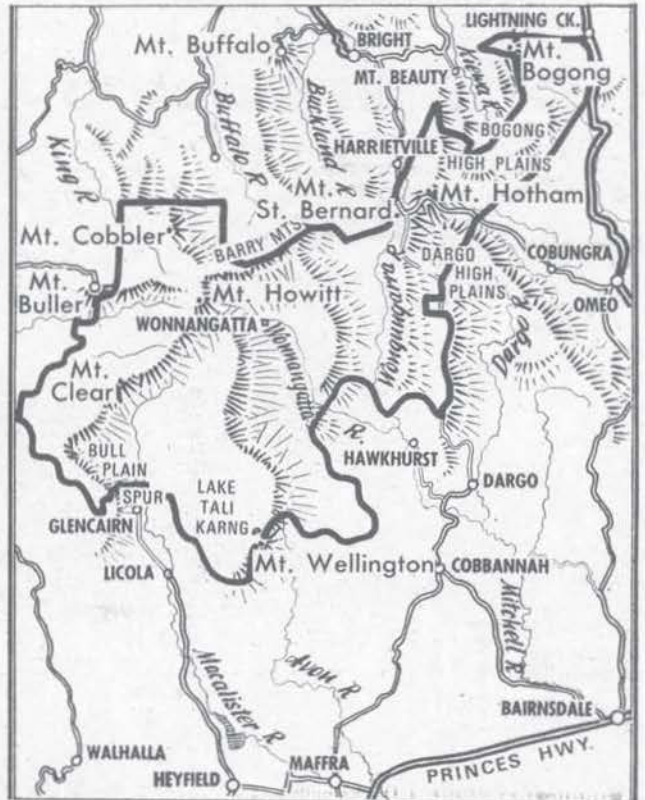 LIGHTNING CK.
Mt. Buffalo
BRIGHT
Mt.
Bogong
MT. BEAUTY
Kiewa R
Buffalo R
Buckland R
BOGONG
HIGH PLAINS
King R
HARRIETVILLE
Mt.
St. Bernard
Mt. Hotham
Mt. Cobbler
BARRY MTS
DARGO
HIGH
PLAINS
COBUNGRA
Mt.
Buller
Mt. Howitt
OMEO
WONNANGATTA
Wonnangatta
R.
Wongungarra
Dargo R
Mt.
Clear
BULL
PLAIN
SPUR
HAWKHURST
LAKE
TALI
KARNG
DARGO
GLENCAIRN
LICOLA
Mt. Wellington
COBBANNAH
Mitchell R
Avon R
Macalister R
BAIRNSDALE
WALHALLA
MAFFRA
PRINCES HWY.
HEYFIELD